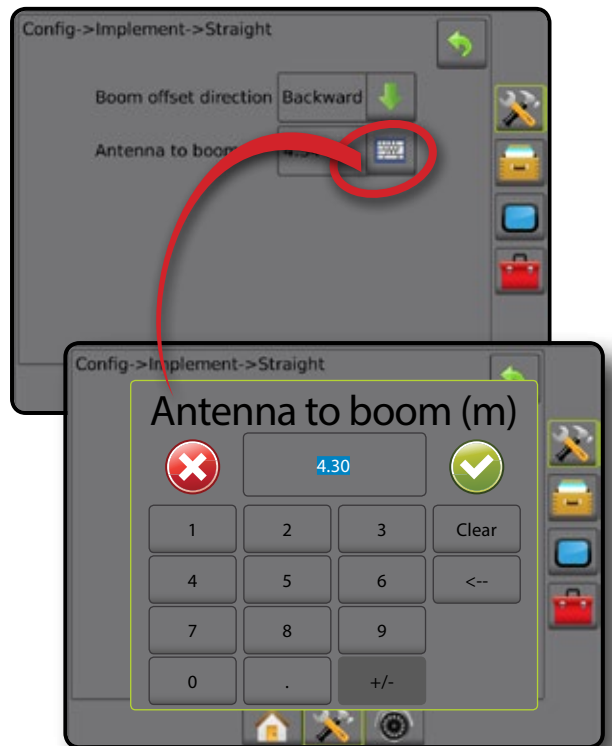 Config->Implement->Straight
Boom offset direction Backward
Antenna to boom
Config->Implement->Straight
Antenna to boom (m)
4.30
1 2 3 Clear
4 5 6 <--
7 8 9
0 . +/-